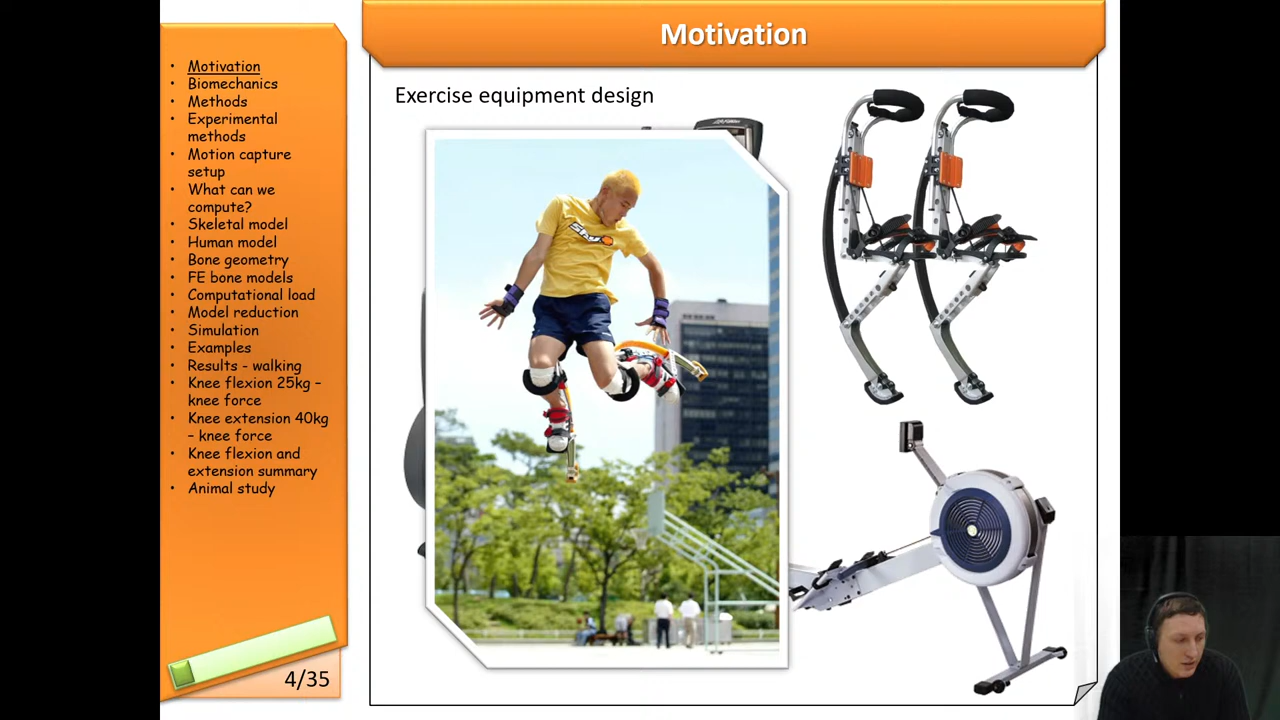 Motivation
• Motivation
• Biomechanics
• Methods
• Experimental
methods
• Motion capture
setup
• What can we
compute?
• Skeletal model
• Human model
• Bone geometry
• FE bone models
• Computational load
• Model reduction
• Simulation
• Examples
• Results - walking
• Knee flexion 25kg –
knee force
• Knee extension 40kg
– knee force
• Knee flexion and
extension summary
• Animal study
4/35
Exercise equipment design